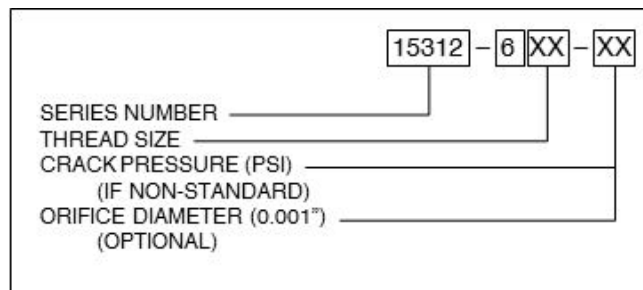 15312 – 6 XX – XX
SERIES NUMBER
THREAD SIZE
CRACK PRESSURE (PSI)
(IF NON-STANDARD)
ORIFICE DIAMETER (0.001”)
(OPTIONAL)